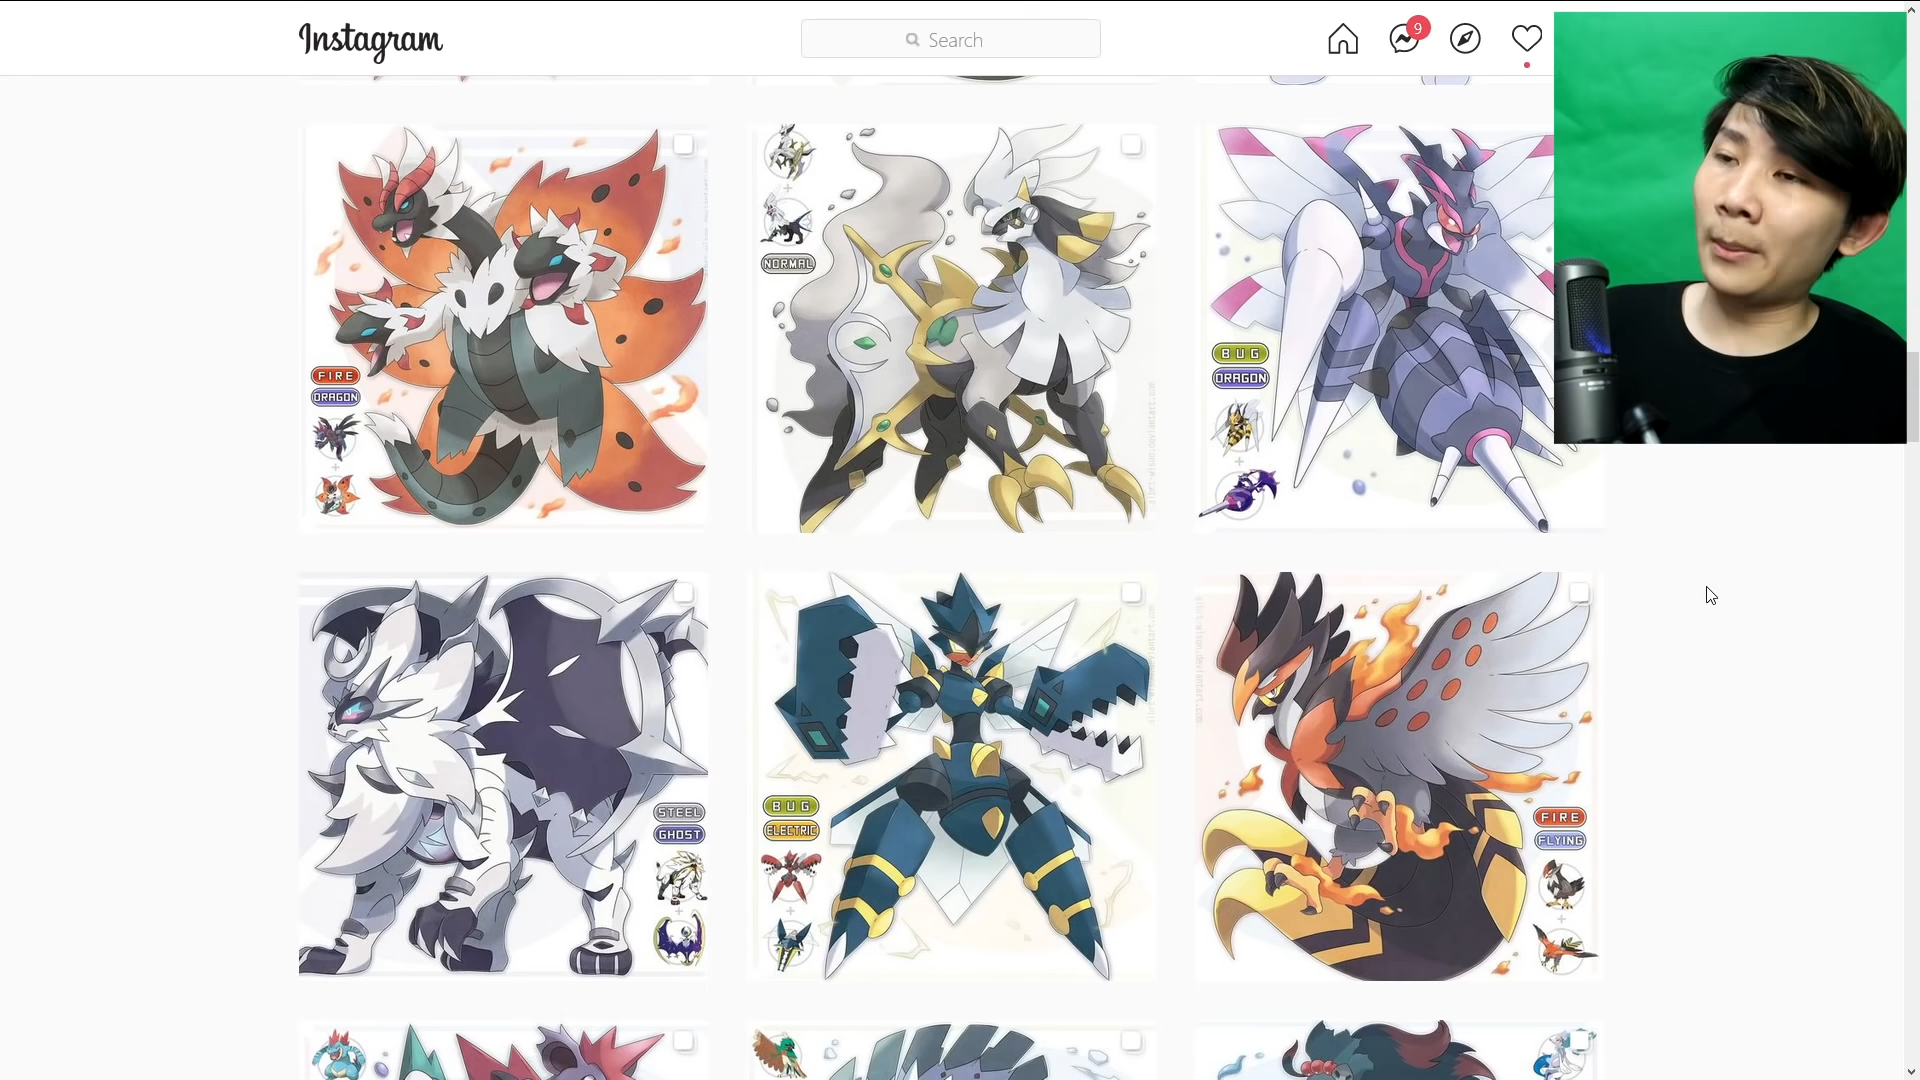 Instagram
Search
9
NORMAL
BUG
DRAGON
FIRE
DRAGON
STEEL
GHOST
BUG
ELECTRIC
FIRE
FLYING